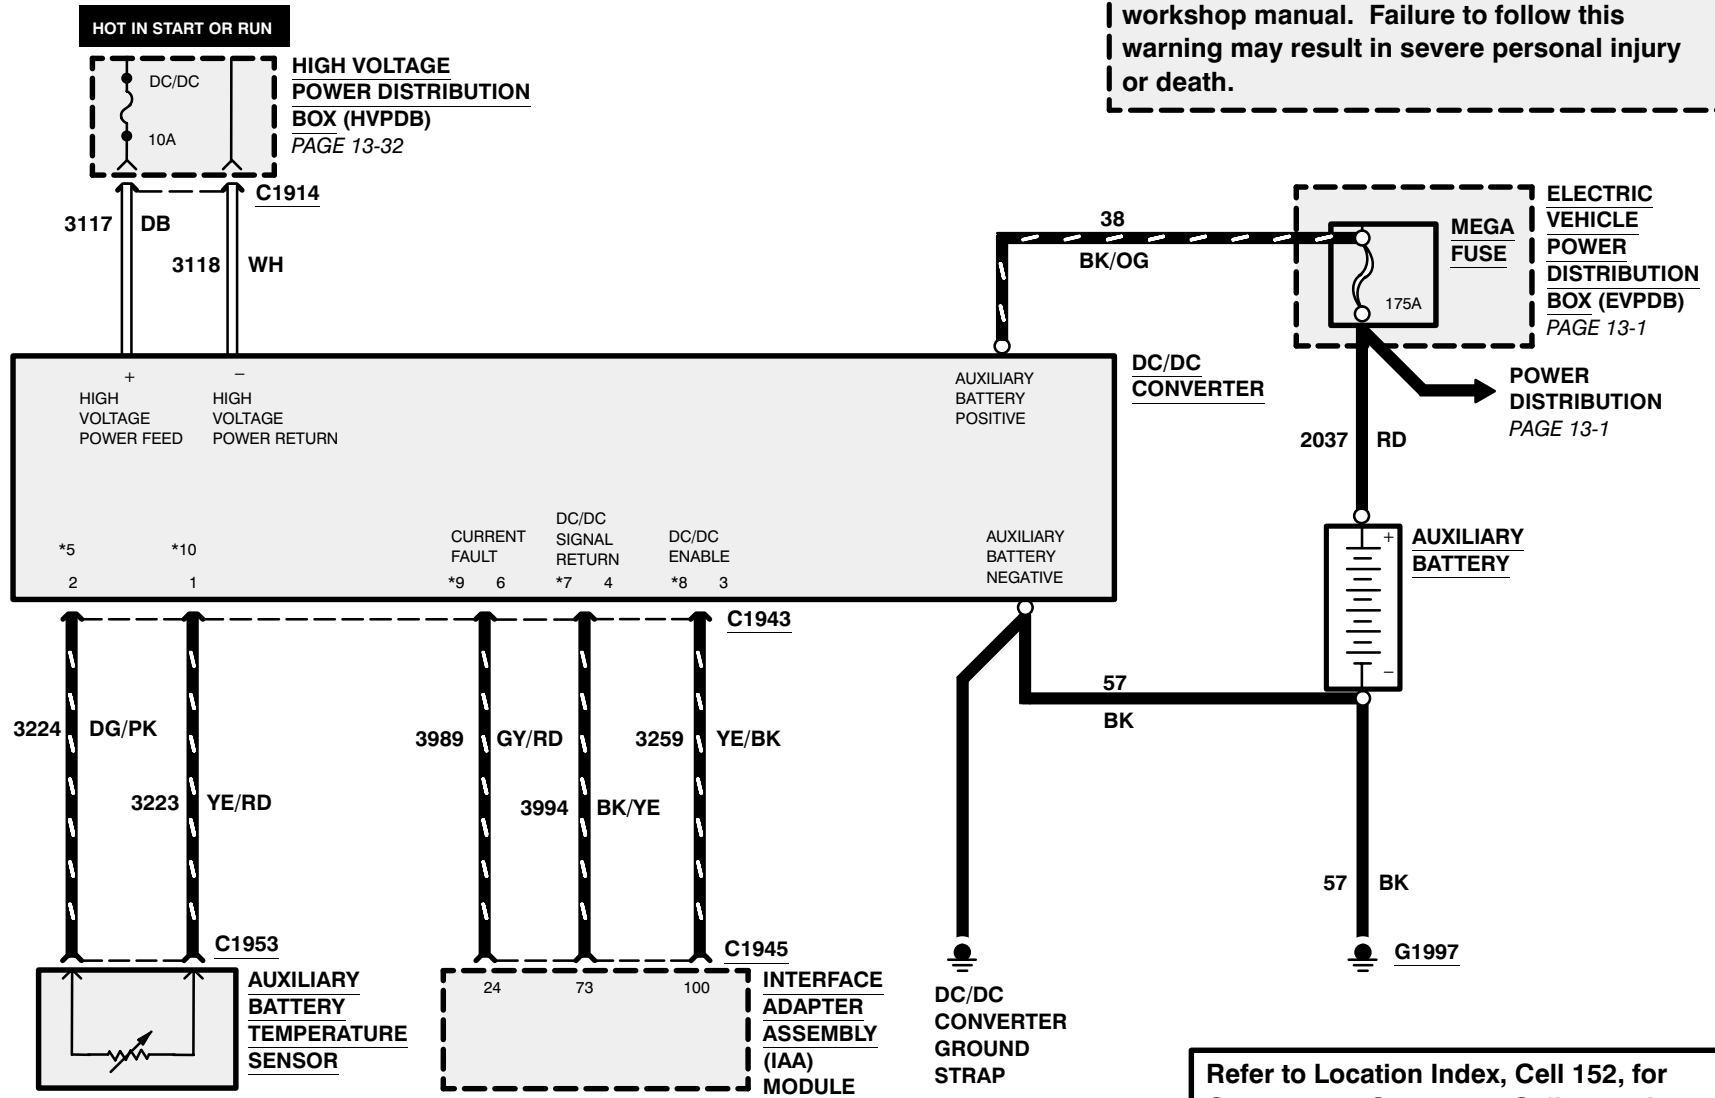 HOT IN START OR RUN
DC/DC
10A
HIGH VOLTAGE
POWER DISTRIBUTION
BOX (HVPDB)
PAGE 13-32
C1914
3117 DB
3118 WH
workshop manual. Failure to follow this
warning may result in severe personal injury
or death.
38
BK/OG
MEGA
FUSE
175A
ELECTRIC
VEHICLE
POWER
DISTRIBUTION
BOX (EVPDB)
PAGE 13-1
POWER
DISTRIBUTION
PAGE 13-1
2037 RD
DC/DC
CONVERTER
+
HIGH
VOLTAGE
POWER FEED
–
HIGH
VOLTAGE
POWER RETURN
AUXILIARY
BATTERY
POSITIVE
*5
2
*10
1
CURRENT
FAULT
*9 6
DC/DC
SIGNAL
RETURN
*7 4
DC/DC
ENABLE
*8 3
AUXILIARY
BATTERY
NEGATIVE
+
–
AUXILIARY
BATTERY
C1943
57
BK
3224 DG/PK
3223 YE/RD
3989 GY/RD
3994 BK/YE
3259 YE/BK
57 BK
C1953
AUXILIARY
BATTERY
TEMPERATURE
SENSOR
C1945
24 73 100
INTERFACE
ADAPTER
ASSEMBLY
(IAA)
MODULE
DC/DC
CONVERTER
GROUND
STRAP
G1997
Refer to Location Index, Cell 152, for